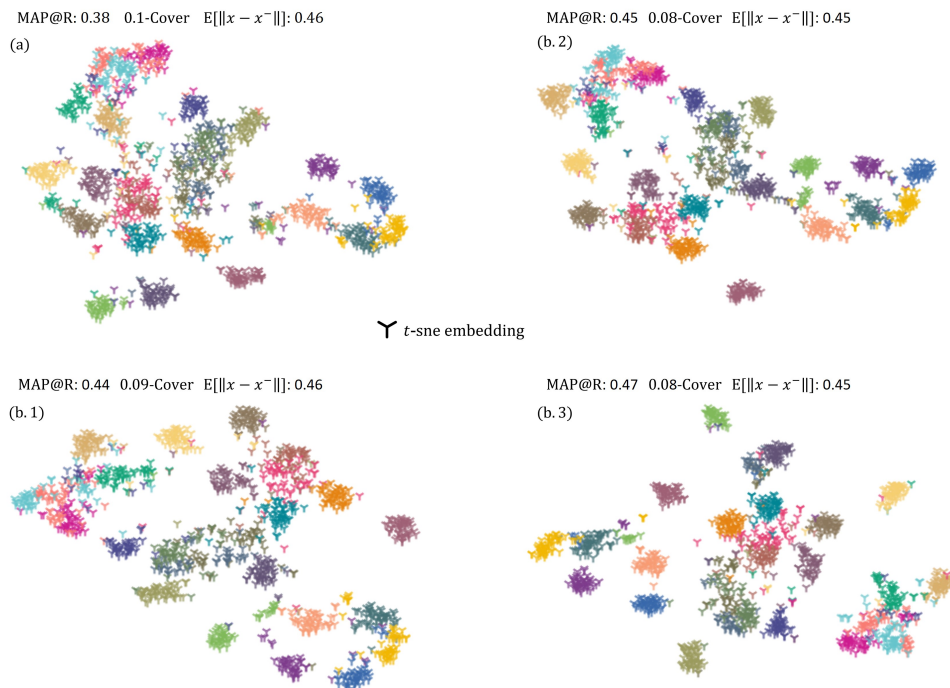 MAP@R: 0.38 0.1-Cover E[‖x − x⁻‖]: 0.46
(a)
MAP@R: 0.45 0.08-Cover E[‖x − x⁻‖]: 0.45
(b. 2)
t-sne embedding
MAP@R: 0.44 0.09-Cover E[‖x − x⁻‖]: 0.46
(b. 1)
MAP@R: 0.47 0.08-Cover E[‖x − x⁻‖]: 0.45
(b. 3)